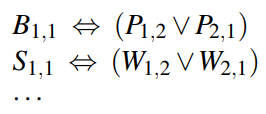 B₁,₁ ⇔ (P₁,₂ ∨ P₂,₁)
S₁,₁ ⇔ (W₁,₂ ∨ W₂,₁)
...